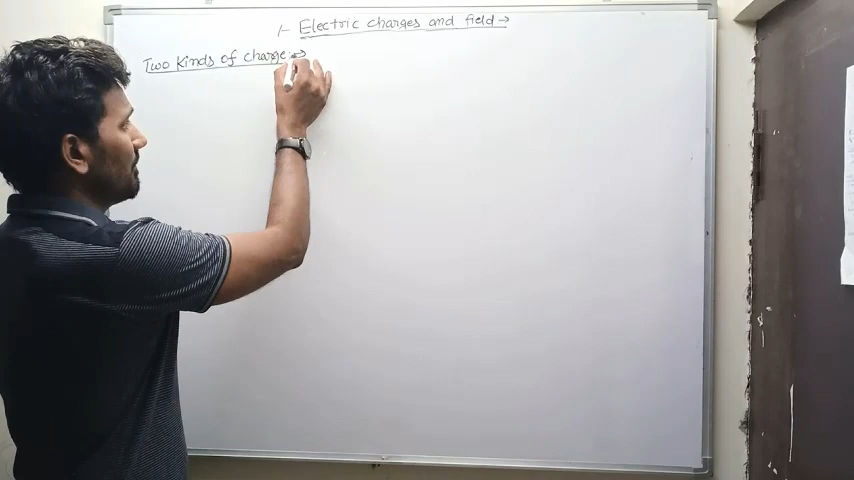 1- Electric charges and field →
Two Kinds of charge :→